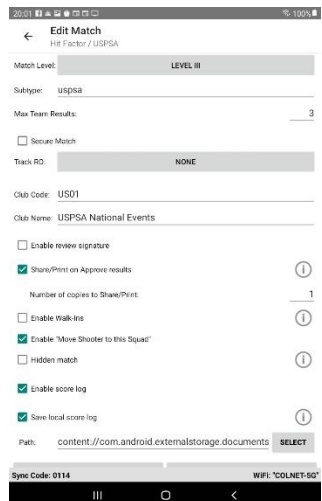 20:01 100%
Edit Match
Hit Factor / USPSA
Match Level: LEVEL III
Subtype: uspsa
Max Team Results: 3
Secure Match
Track RO: NONE
Club Code: US01
Club Name: USPSA National Events
Enable review signature
Share/Print on Approve results
Number of copies to Share/Print: 1
Enable Walk-Ins
Enable "Move Shooter to this Squad"
Hidden match
Enable score log
Save local score log
Path: content://com.android.externalstorage.documents SELECT
Sync Code: 0114 WiFi: "COLNET-5G"